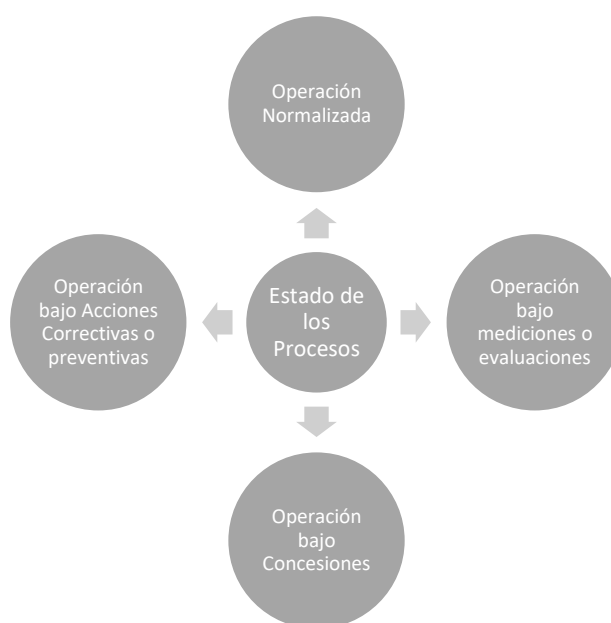 Operación
Normalizada
Operación
bajo Acciones
Correctivas o
preventivas
Estado de
los
Procesos
Operación
bajo
mediciones o
evaluaciones
Operación
bajo
Concesiones